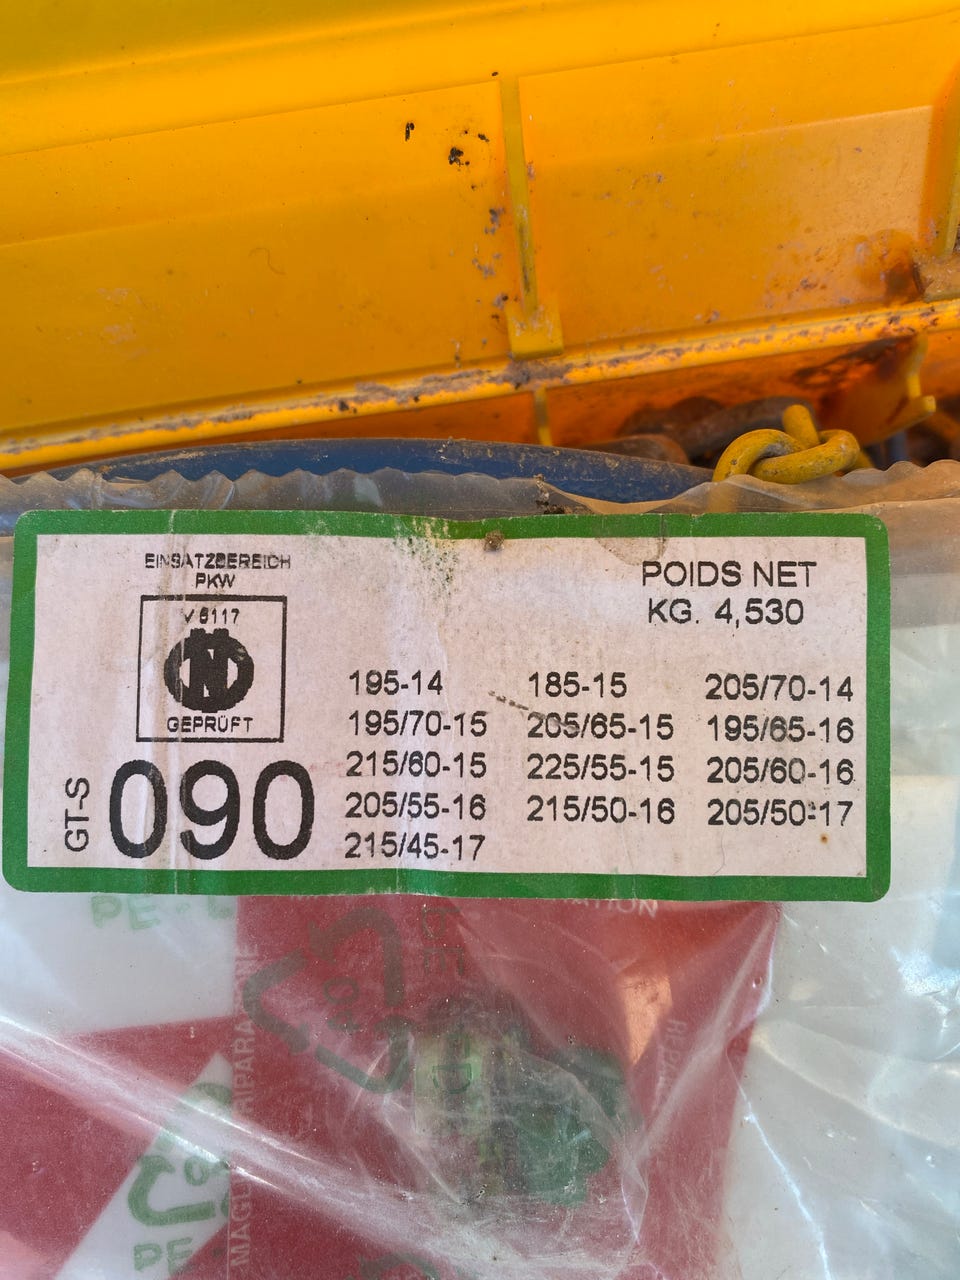 EINSATZBEREICH
PKW
V 5117
GEPRÜFT
POIDS NET
KG. 4,530
GT-S
090
195-14 185-15 205/70-14
195/70-15 205/65-15 195/65-16
215/60-15 225/55-15 205/60-16
205/55-16 215/50-16 205/50-17
215/45-17
PE
PE